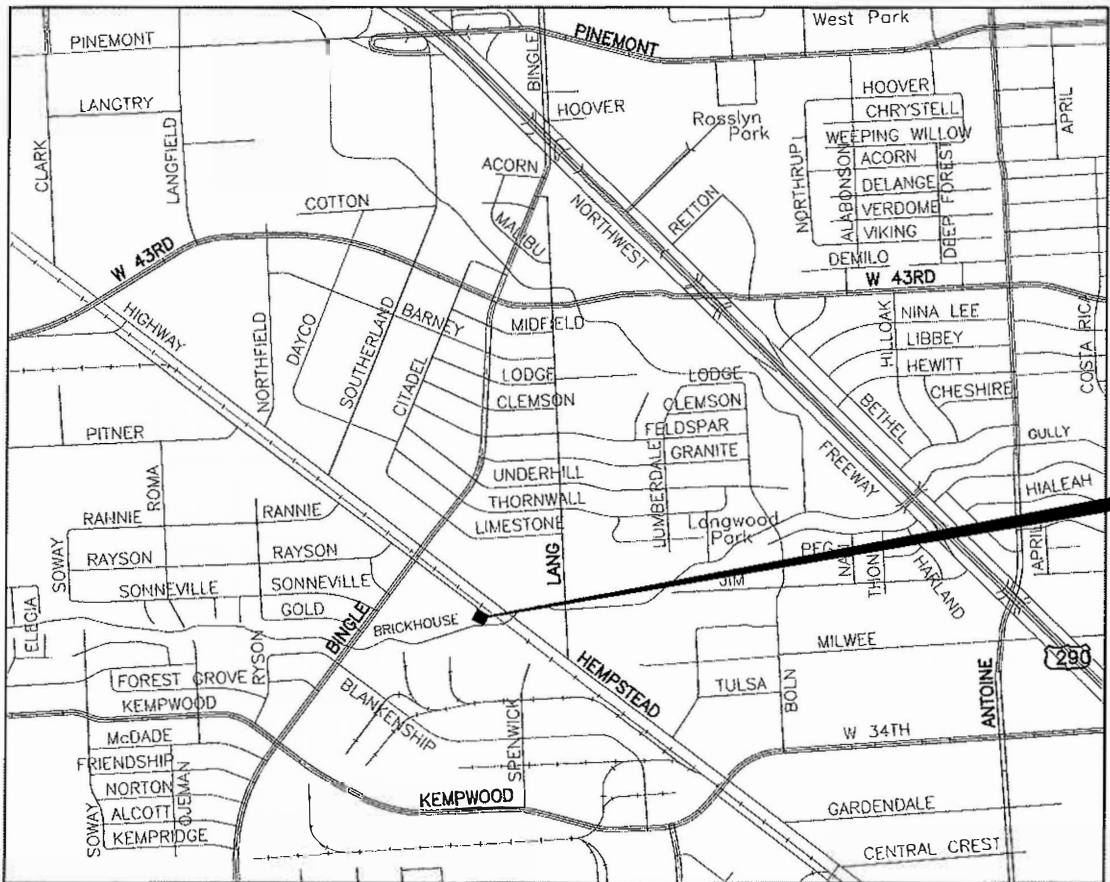 West Park
PINEMONT
PINEMONT
BINGLE
HOOVER
LANGTRY
HOOVER
CHRYSTELL
Rosslyn
Park
APRIL
CLARK
LANGFIELD
WEEPING WILLOW
NORTHRUP
ACORN
ACORN
ALABONSON
DEEP FOREST
DELANGE
COTTON
NORTHWEST
RETTON
VERDOME
MALIBU
VIKING
W 43RD
DEMILO
W 43RD
HIGHWAY
NORTHFIELD
DAYCO
SOUTHERLAND
BARNEY
MIDFIELD
HILLOAK
NINA LEE
COSTA RICA
LIBBEY
CITADEL
HEWITT
LODGE
LODGE
CHESHIRE
CLEMSON
CLEMSON
BETHEL
PITNER
FELDSPAR
GULLY
GRANITE
FREEWAY
LUMBERDALE
UNDERHILL
HIALEAH
ROMA
THORNWALL
RANNIE
RANNIE
LIMESTONE
Langwood
Park
SOWAY
RAYSON
RAYSON
LANG
PEG
NAN
THON
HARLAND
APRIL
SONNEVILLE
SONNEVILLE
JIM
GOLD
ELECIA
BINGLE
BRICKHOUSE
MILWEE
RYSON
HEMPSTEAD
290
FOREST GROVE
BLANKENSHIP
TULSA
BOLN
ANTOINE
KEMPWOOD
SPENWICK
W 34TH
McDADE
FRIENDSHIP
NORTON
OJEMAN
KEMPWOOD
ALCOTT
GARDENDALE
SOWAY
KEMPRIDGE
CENTRAL CREST